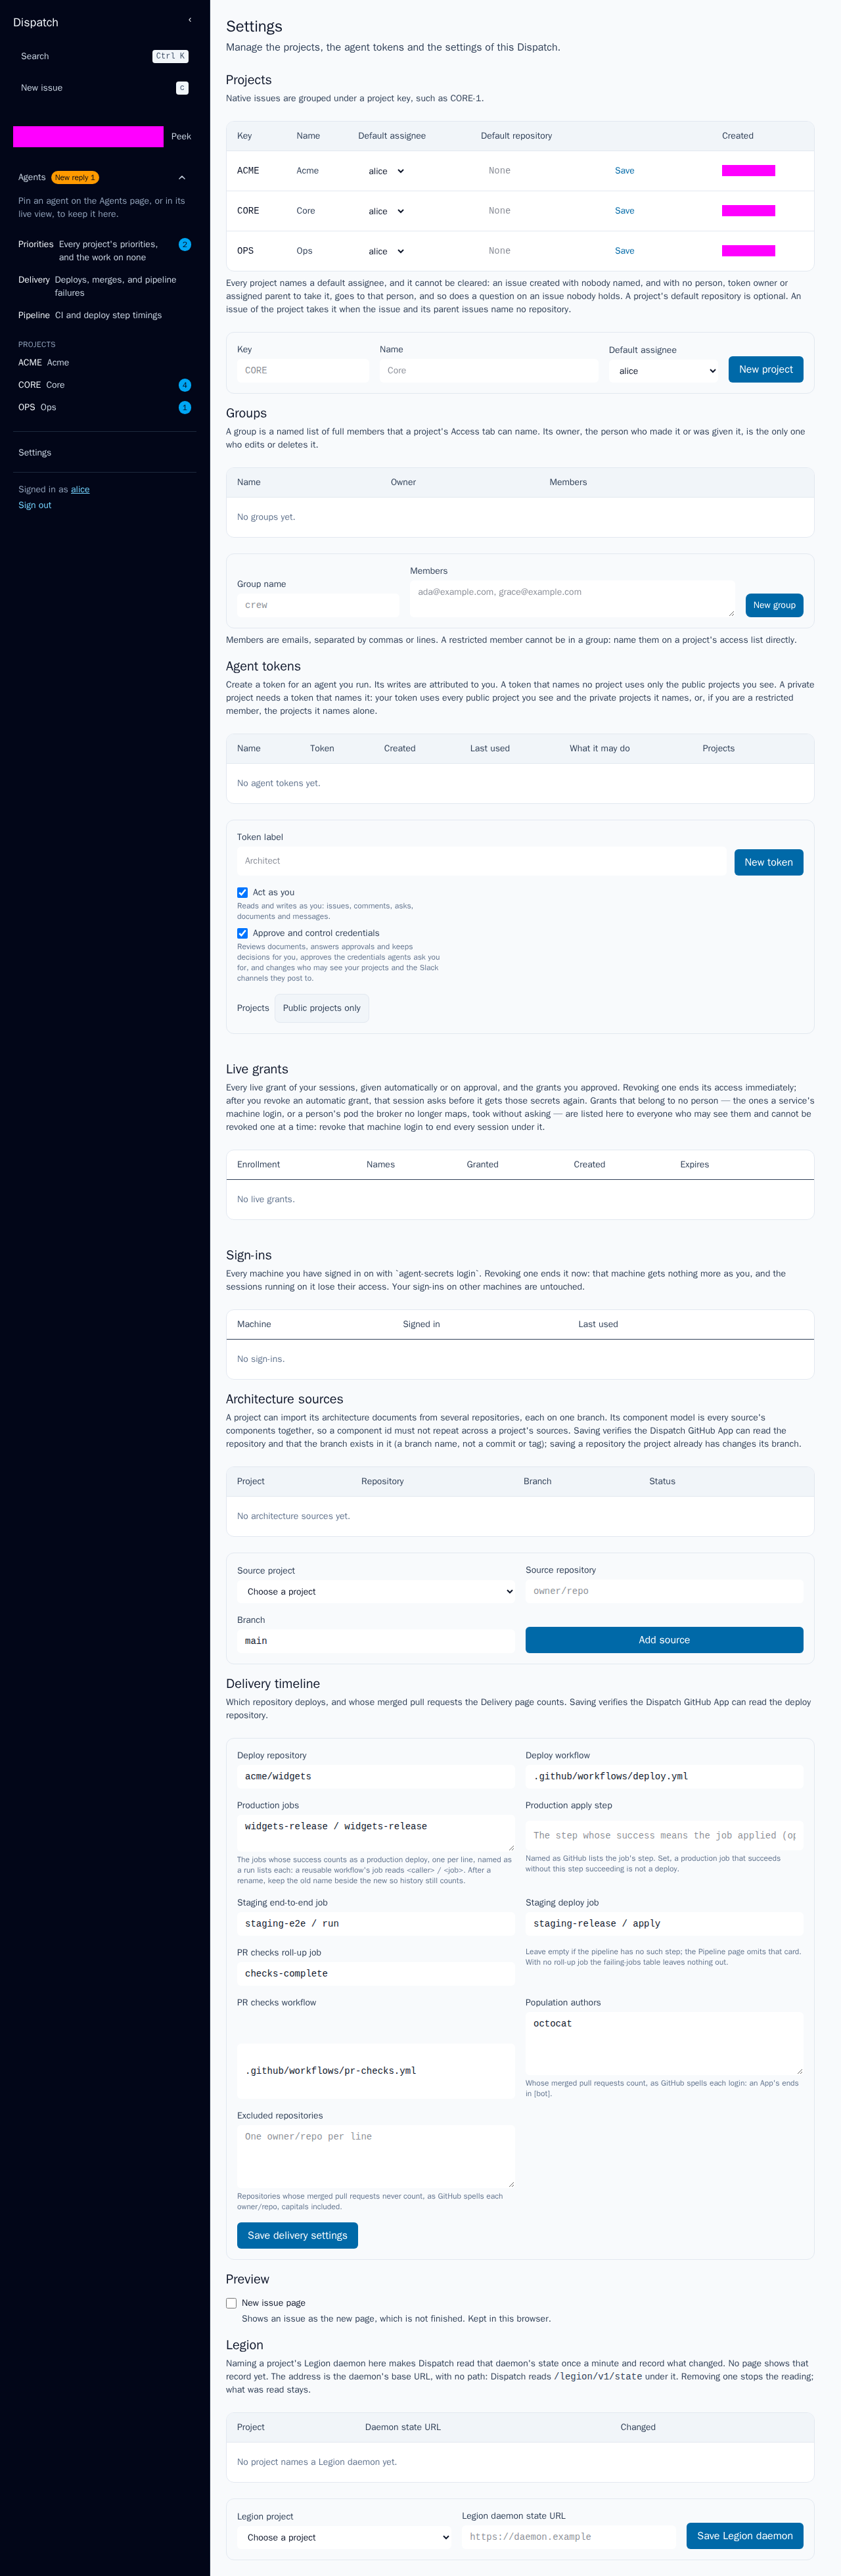 Dispatch
‹
Search
Ctrl K
New issue
c
Peek
Agents
New reply 1
Pin an agent on the Agents page, or in its
live view, to keep it here.
Priorities
Every project's priorities,
and the work on none
2
Delivery
Deploys, merges, and pipeline
failures
Pipeline
CI and deploy step timings
PROJECTS
ACME Acme
CORE Core
4
OPS Ops
1
Settings
Signed in as alice
Sign out
Settings
Manage the projects, the agent tokens and the settings of this Dispatch.
Projects
Native issues are grouped under a project key, such as CORE-1.
Key Name Default assignee Default repository Created
ACME Acme alice None Save
CORE Core alice None Save
OPS Ops alice None Save
Every project names a default assignee, and it cannot be cleared: an issue created with nobody named, and with no person, token owner or
assigned parent to take it, goes to that person, and so does a question on an issue nobody holds. A project's default repository is optional. An
issue of the project takes it when the issue and its parent issues name no repository.
Key Name Default assignee
CORE Core alice New project
Groups
A group is a named list of full members that a project's Access tab can name. Its owner, the person who made it or was given it, is the only one
who edits or deletes it.
Name Owner Members
No groups yet.
Group name Members
crew ada@example.com, grace@example.com New group
Members are emails, separated by commas or lines. A restricted member cannot be in a group: name them on a project's access list directly.
Agent tokens
Create a token for an agent you run. Its writes are attributed to you. A token that names no project uses only the public projects you see. A private
project needs a token that names it: your token uses every public project you see and the private projects it names, or, if you are a restricted
member, the projects it names alone.
Name Token Created Last used What it may do Projects
No agent tokens yet.
Token label
Architect New token
Act as you
Reads and writes as you: issues, comments, asks,
documents and messages.
Approve and control credentials
Reviews documents, answers approvals and keeps
decisions for you, approves the credentials agents ask you
for, and changes who may see your projects and the Slack
channels they post to.
Projects Public projects only
Live grants
Every live grant of your sessions, given automatically or on approval, and the grants you approved. Revoking one ends its access immediately;
after you revoke an automatic grant, that session asks before it gets those secrets again. Grants that belong to no person — the ones a service's
machine login, or a person's pod the broker no longer maps, took without asking — are listed here to everyone who may see them and cannot be
revoked one at a time: revoke that machine login to end every session under it.
Enrollment Names Granted Created Expires
No live grants.
Sign-ins
Every machine you have signed in on with `agent-secrets login`. Revoking one ends it now: that machine gets nothing more as you, and the
sessions running on it lose their access. Your sign-ins on other machines are untouched.
Machine Signed in Last used
No sign-ins.
Architecture sources
A project can import its architecture documents from several repositories, each on one branch. Its component model is every source's
components together, so a component id must not repeat across a project's sources. Saving verifies the Dispatch GitHub App can read the
repository and that the branch exists in it (a branch name, not a commit or tag); saving a repository the project already has changes its branch.
Project Repository Branch Status
No architecture sources yet.
Source project Source repository
Choose a project owner/repo
Branch
main Add source
Delivery timeline
Which repository deploys, and whose merged pull requests the Delivery page counts. Saving verifies the Dispatch GitHub App can read the deploy
repository.
Deploy repository Deploy workflow
acme/widgets .github/workflows/deploy.yml
Production jobs Production apply step
widgets-release / widgets-release
The step whose success means the job applied (op
The jobs whose success counts as a production deploy, one per line, named as
a run lists each: a reusable workflow's job reads <caller> / <job>. After a
rename, keep the old name beside the new so history still counts.
Named as GitHub lists the job's step. Set, a production job that succeeds
without this step succeeding is not a deploy.
Staging end-to-end job Staging deploy job
staging-e2e / run staging-release / apply
PR checks roll-up job
checks-complete
Leave empty if the pipeline has no such step; the Pipeline page omits that card.
With no roll-up job the failing-jobs table leaves nothing out.
PR checks workflow Population authors
.github/workflows/pr-checks.yml
octocat
Whose merged pull requests count, as GitHub spells each login: an App's ends
in [bot].
Excluded repositories
One owner/repo per line
Repositories whose merged pull requests never count, as GitHub spells each
owner/repo, capitals included.
Save delivery settings
Preview
New issue page
Shows an issue as the new page, which is not finished. Kept in this browser.
Legion
Naming a project's Legion daemon here makes Dispatch read that daemon's state once a minute and record what changed. No page shows that
record yet. The address is the daemon's base URL, with no path: Dispatch reads /legion/v1/state under it. Removing one stops the reading;
what was read stays.
Project Daemon state URL Changed
No project names a Legion daemon yet.
Legion project Legion daemon state URL
Choose a project https://daemon.example Save Legion daemon